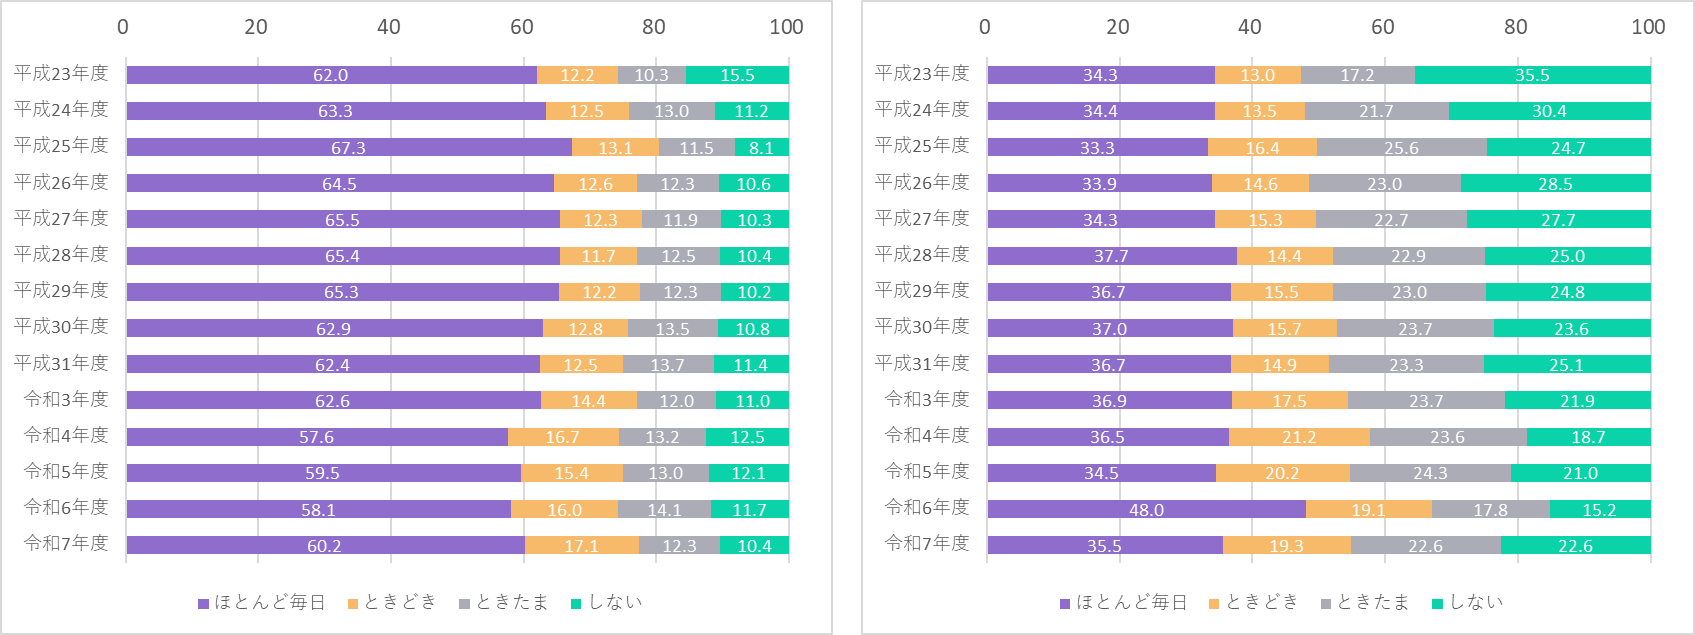 0 20 40 60 80 100
平成23年度 62.0 12.2 10.3 15.5
平成24年度 63.3 12.5 13.0 11.2
平成25年度 67.3 13.1 11.5 8.1
平成26年度 64.5 12.6 12.3 10.6
平成27年度 65.5 12.3 11.9 10.3
平成28年度 65.4 11.7 12.5 10.4
平成29年度 65.3 12.2 12.3 10.2
平成30年度 62.9 12.8 13.5 10.8
平成31年度 62.4 12.5 13.7 11.4
令和3年度 62.6 14.4 12.0 11.0
令和4年度 57.6 16.7 13.2 12.5
令和5年度 59.5 15.4 13.0 12.1
令和6年度 58.1 16.0 14.1 11.7
令和7年度 60.2 17.1 12.3 10.4
ほとんど毎日 ときどき ときたま しない
0 20 40 60 80 100
平成23年度 34.3 13.0 17.2 35.5
平成24年度 34.4 13.5 21.7 30.4
平成25年度 33.3 16.4 25.6 24.7
平成26年度 33.9 14.6 23.0 28.5
平成27年度 34.3 15.3 22.7 27.7
平成28年度 37.7 14.4 22.9 25.0
平成29年度 36.7 15.5 23.0 24.8
平成30年度 37.0 15.7 23.7 23.6
平成31年度 36.7 14.9 23.3 25.1
令和3年度 36.9 17.5 23.7 21.9
令和4年度 36.5 21.2 23.6 18.7
令和5年度 34.5 20.2 24.3 21.0
令和6年度 48.0 19.1 17.8 15.2
令和7年度 35.5 19.3 22.6 22.6
ほとんど毎日 ときどき ときたま しない